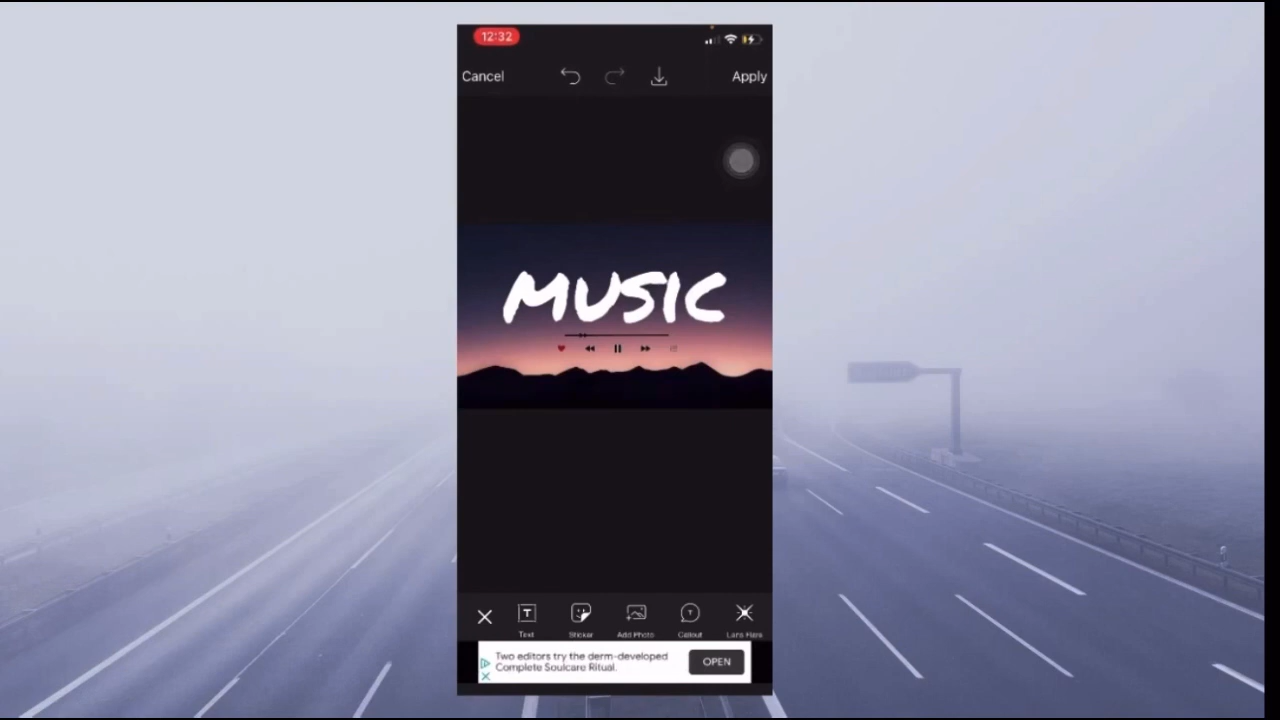 12:32
Cancel
Apply
MUSIC
Text
Sticker
Add Photo
Callout
Lens Flare
Two editors try the derm-developed
Complete Soulcare Ritual.
OPEN